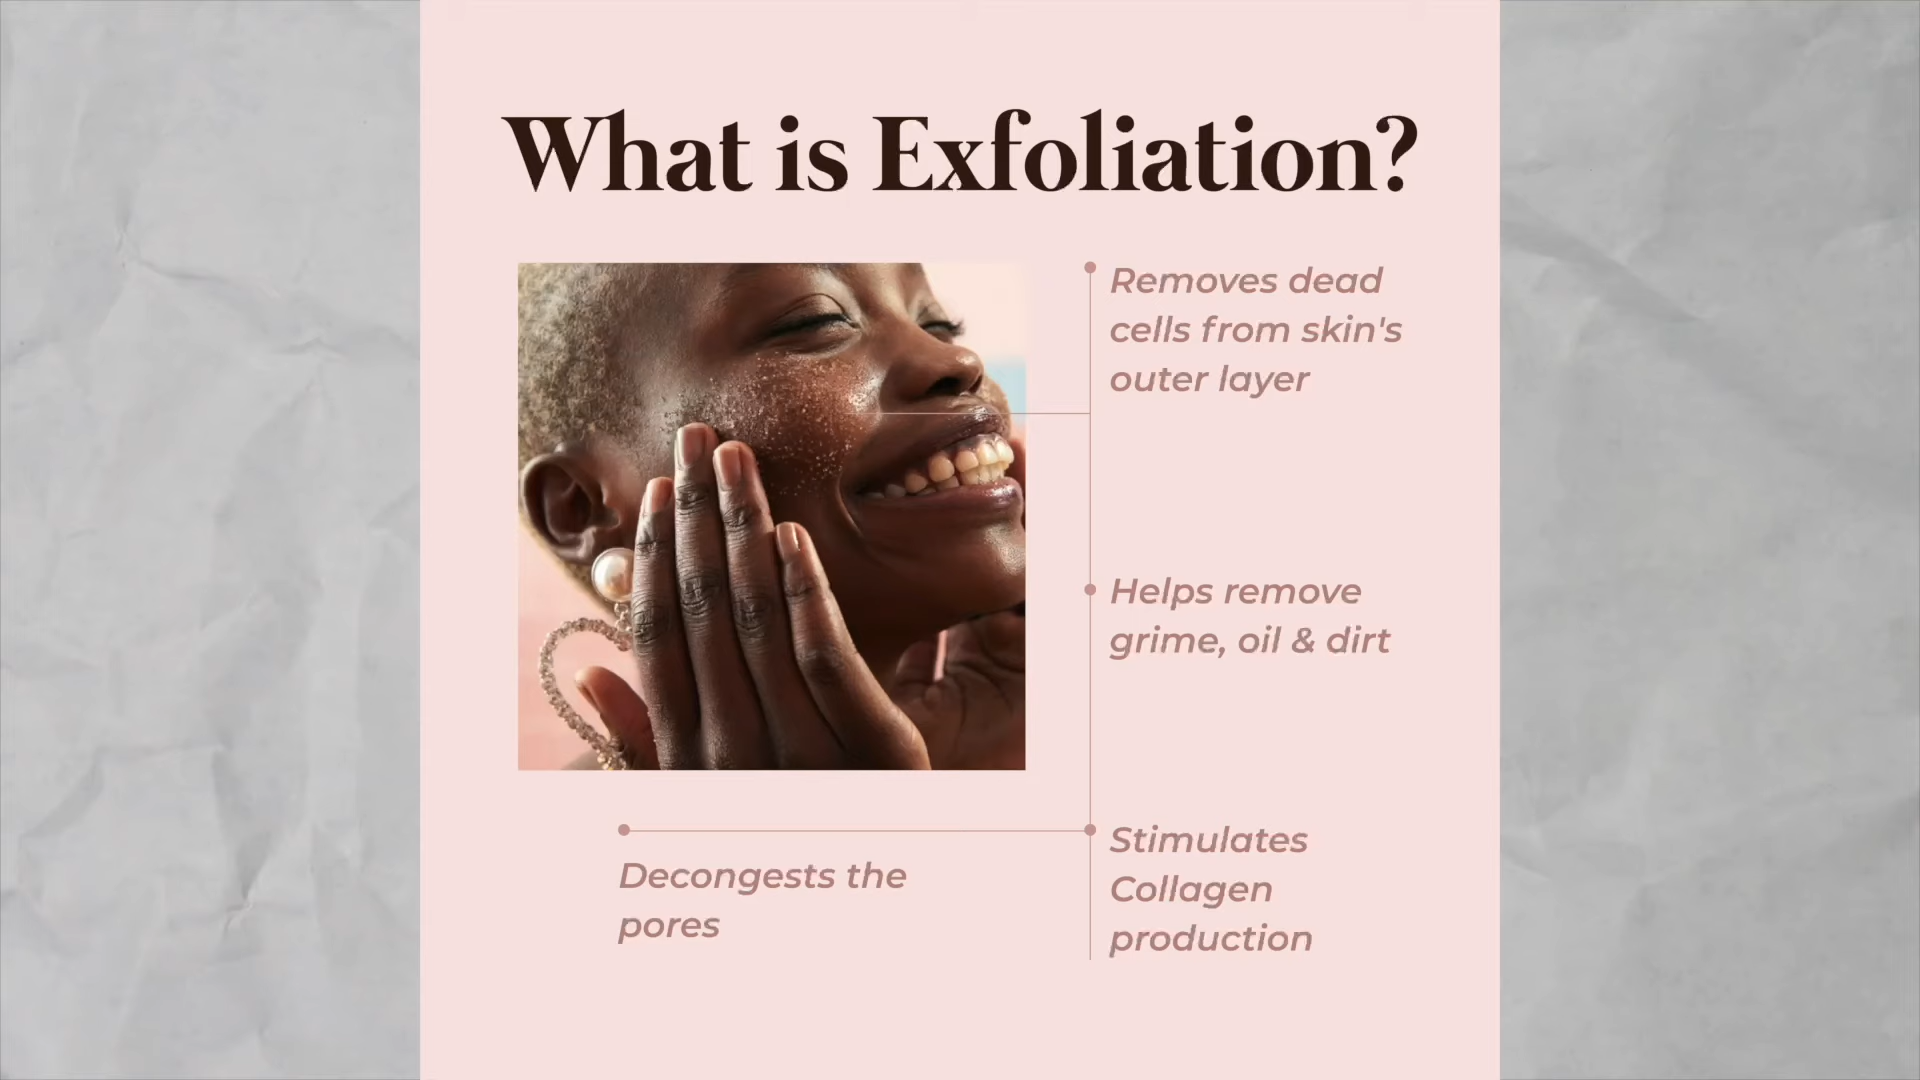 What is Exfoliation?
Removes dead
cells from skin's
outer layer
Helps remove
grime, oil & dirt
Stimulates
Collagen
production
Decongests the
pores